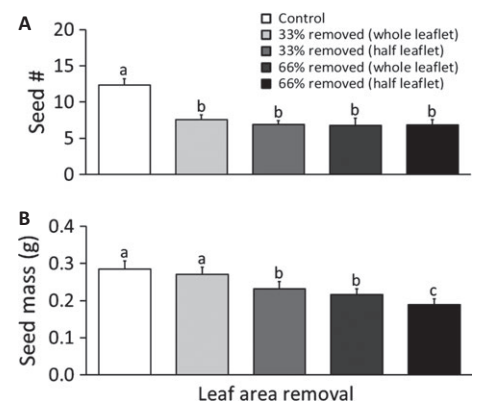 A
Control
33% removed (whole leaflet)
33% removed (half leaflet)
66% removed (whole leaflet)
66% removed (half leaflet)
Seed #
20
15
10
5
0
a
b
b
b
b
B
Seed mass (g)
0.4
0.3
0.2
0.1
0.0
a
a
b
b
c
Leaf area removal